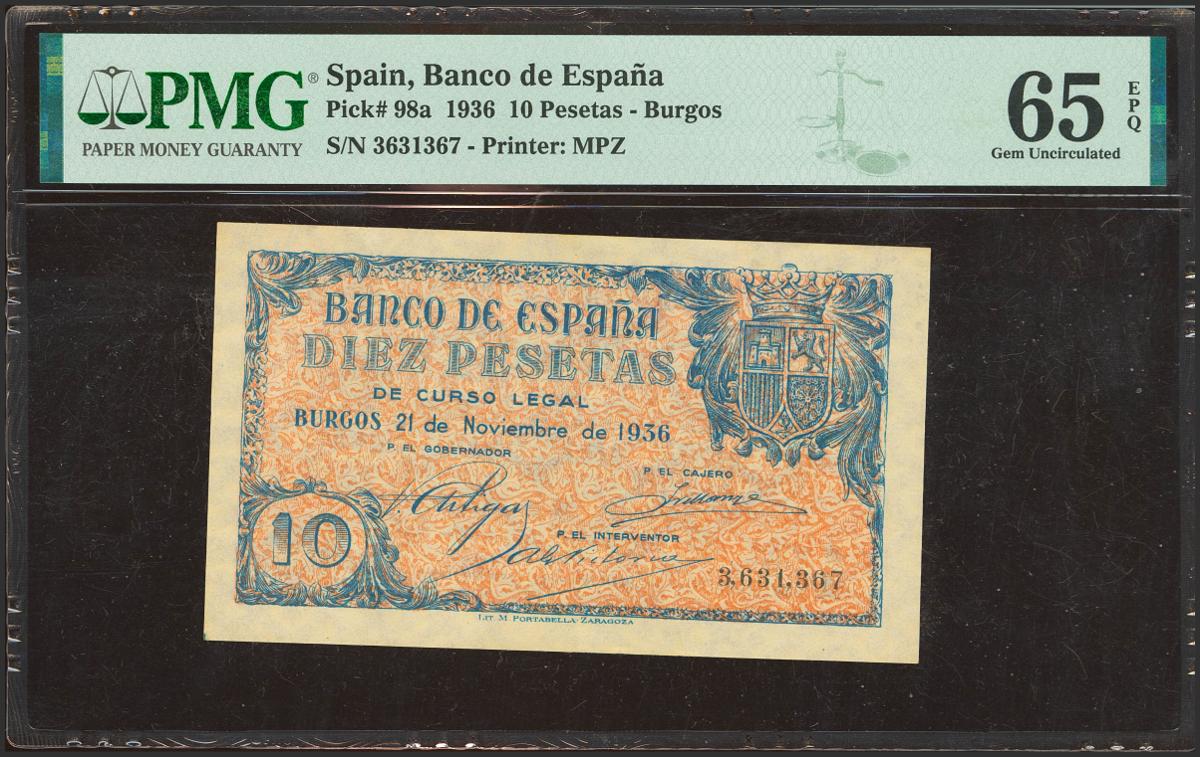 PMG®
PAPER MONEY GUARANTY
Spain, Banco de España
Pick# 98a 1936 10 Pesetas - Burgos
S/N 3631367 - Printer: MPZ
65 EPQ
Gem Uncirculated
BANCO DE ESPAÑA
DIEZ PESETAS
DE CURSO LEGAL
BURGOS 21 de Noviembre de 1936
P. EL GOBERNADOR
P EL CAJERO
P. EL INTERVENTOR
10
3,631,367
LIT M PORTABELLA-ZARAGOZA